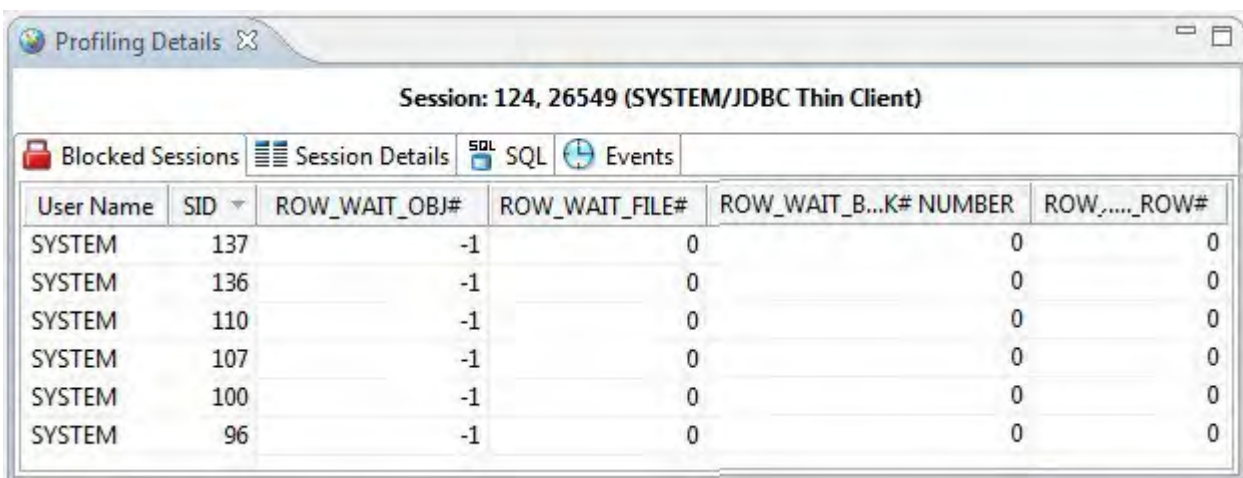 Profiling Details
Session: 124, 26549 (SYSTEM/JDBC Thin Client)
Blocked Sessions Session Details SQL SQL Events
User Name SID ROW_WAIT_OBJ# ROW_WAIT_FILE# ROW_WAIT_B...K# NUMBER ROW,....._ROW#
SYSTEM 137 -1 0 0 0
SYSTEM 136 -1 0 0 0
SYSTEM 110 -1 0 0 0
SYSTEM 107 -1 0 0 0
SYSTEM 100 -1 0 0 0
SYSTEM 96 -1 0 0 0